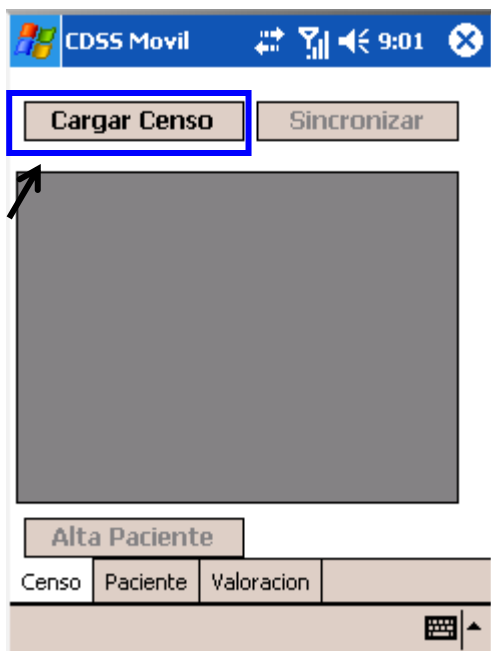 CDSS Movil 9:01
Cargar Censo Sincronizar
Alta Paciente
Censo Paciente Valoracion